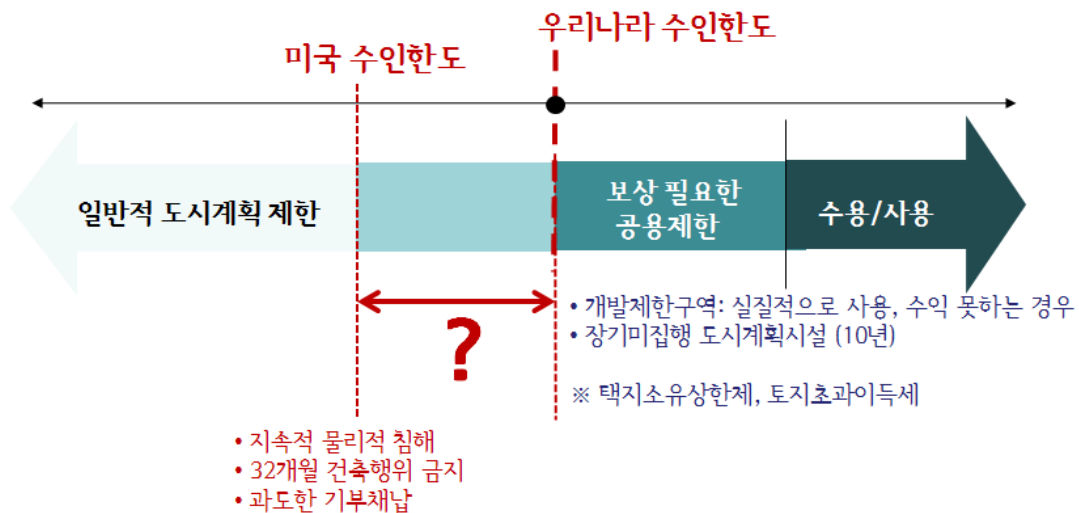 우리나라 수인한도
미국 수인한도
일반적 도시계획 제한
보상 필요한
공용제한
수용/사용
?
• 개발제한구역: 실질적으로 사용, 수익 못하는 경우
• 장기미집행 도시계획시설 (10년)
※ 택지소유상한제, 토지초과이득세
• 지속적 물리적 침해
• 32개월 건축행위 금지
• 과도한 기부채납